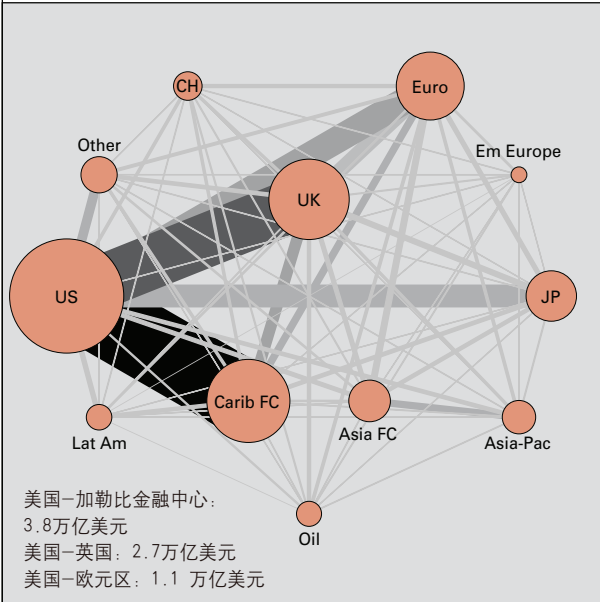 CH
Euro
Other
Em Europe
UK
US
JP
Carib FC
Asia FC
Lat Am
Asia-Pac
Oil
美国-加勒比金融中心:
3.8万亿美元
美国-英国: 2.7万亿美元
美国-欧元区: 1.1 万亿美元